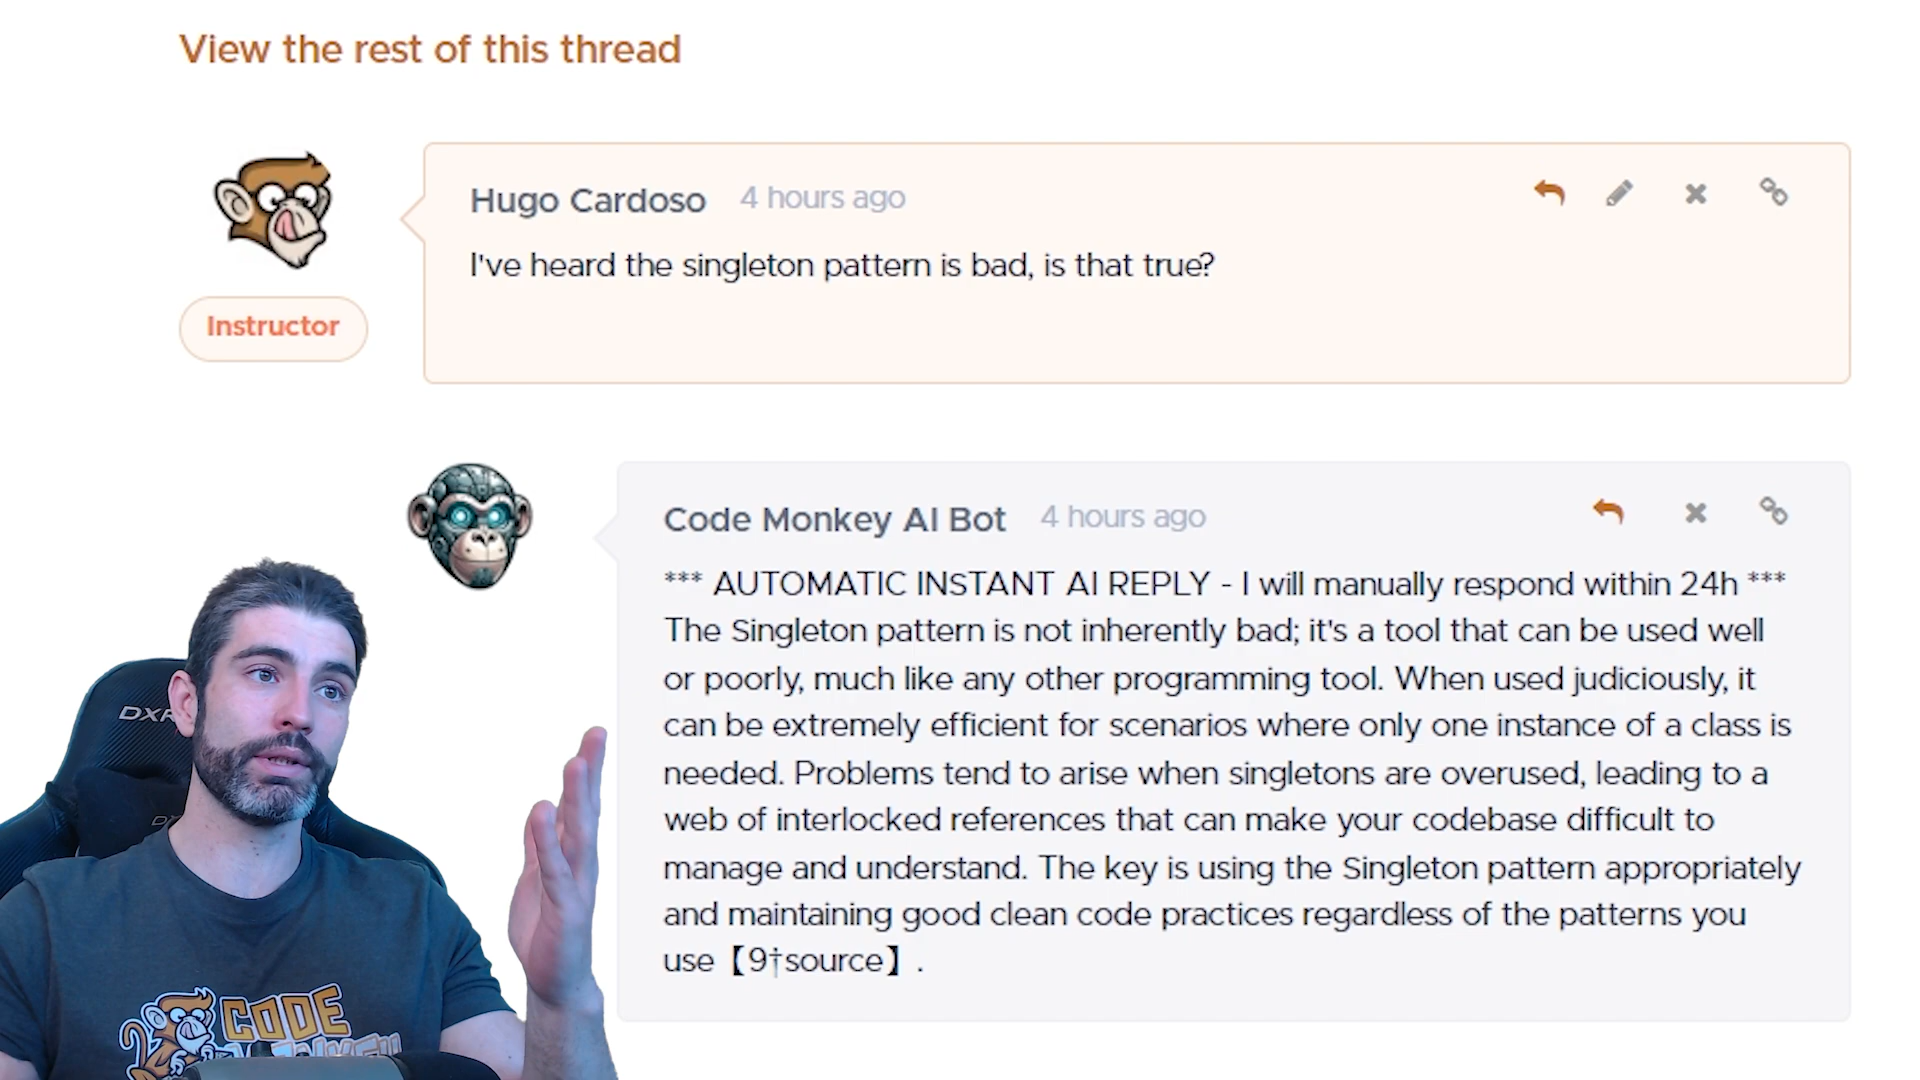 View the rest of this thread
Hugo Cardoso 4 hours ago
I've heard the singleton pattern is bad, is that true?
Instructor
Code Monkey AI Bot 4 hours ago
*** AUTOMATIC INSTANT AI REPLY - I will manually respond within 24h ***
The Singleton pattern is not inherently bad; it's a tool that can be used well
or poorly, much like any other programming tool. When used judiciously, it
can be extremely efficient for scenarios where only one instance of a class is
needed. Problems tend to arise when singletons are overused, leading to a
web of interlocked references that can make your codebase difficult to
manage and understand. The key is using the Singleton pattern appropriately
and maintaining good clean code practices regardless of the patterns you
use【9†source】.
CODE